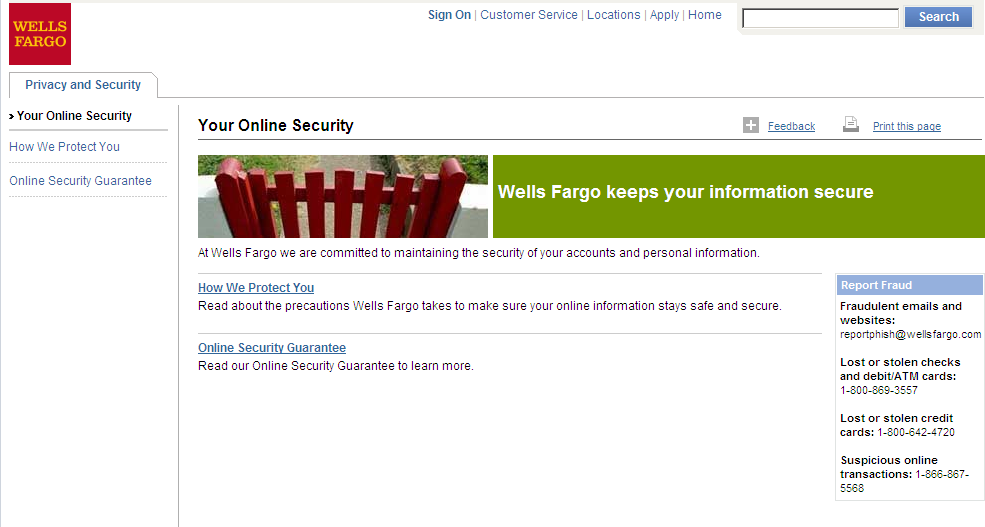 WELLS
FARGO
Sign On | Customer Service | Locations | Apply | Home
Search
Privacy and Security
Your Online Security
How We Protect You
Online Security Guarantee
Your Online Security
Feedback
Print this page
Wells Fargo keeps your information secure
At Wells Fargo we are committed to maintaining the security of your accounts and personal information.
How We Protect You
Read about the precautions Wells Fargo takes to make sure your online information stays safe and secure.
Online Security Guarantee
Read our Online Security Guarantee to learn more.
Report Fraud
Fraudulent emails and
websites:
reportphish@wellsfargo.com
Lost or stolen checks
and debit/ATM cards:
1-800-869-3557
Lost or stolen credit
cards: 1-800-642-4720
Suspicious online
transactions: 1-866-867-
5568